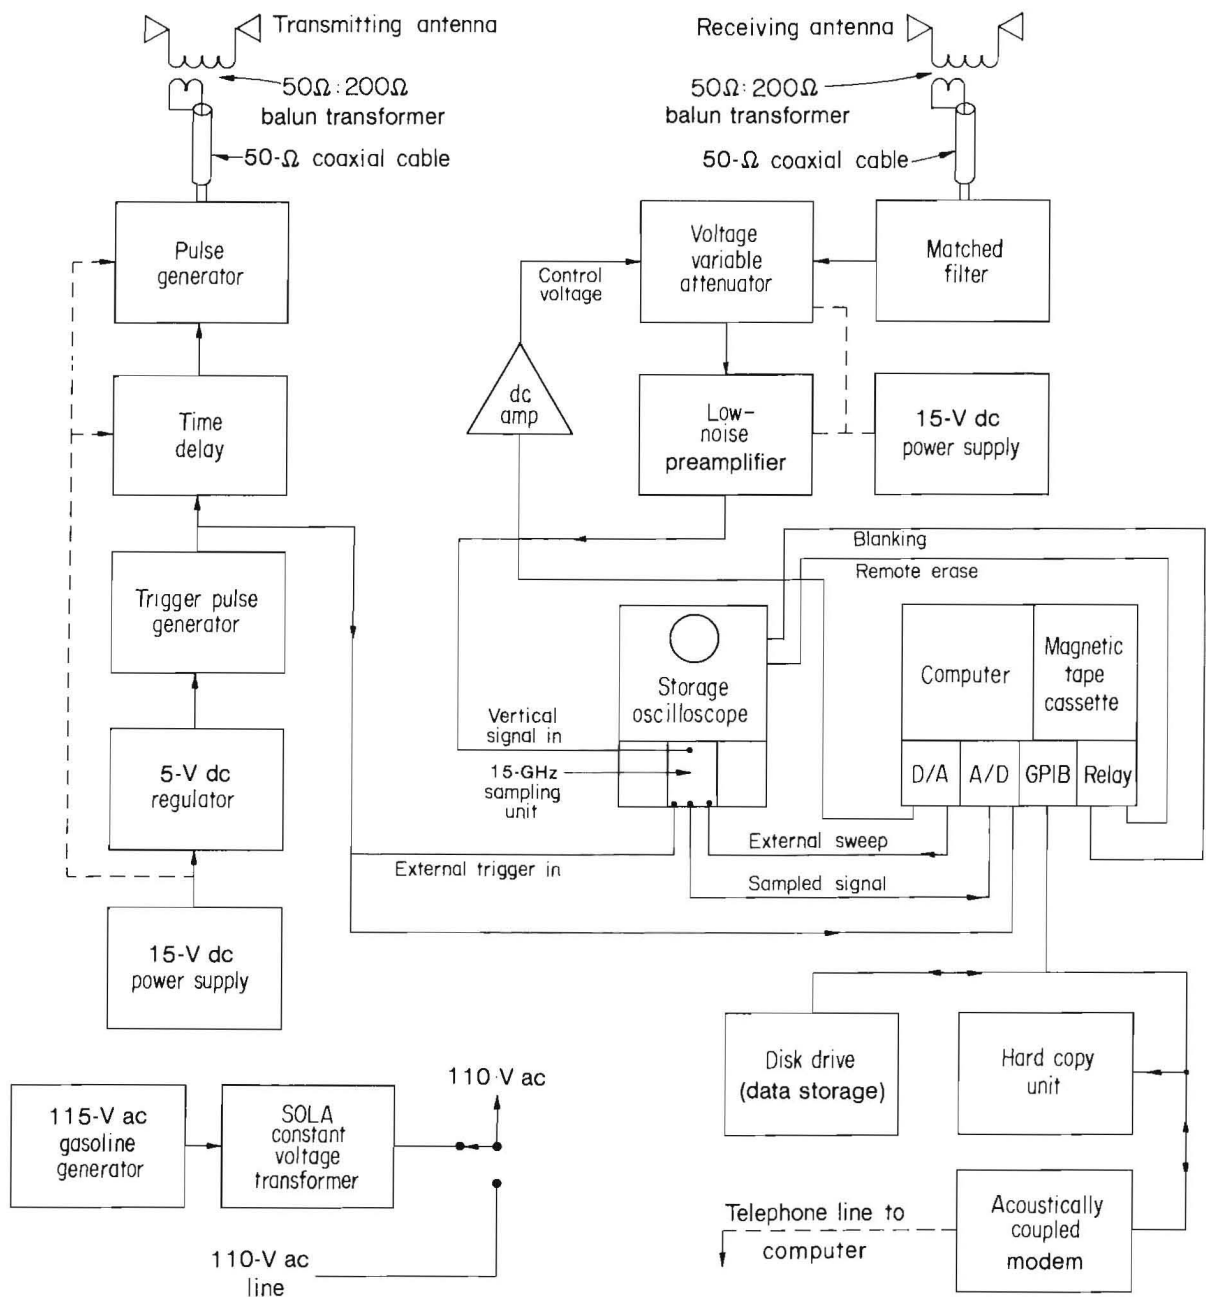 Transmitting antenna
50Ω:200Ω
balun transformer
50-Ω coaxial cable
Receiving antenna
50Ω:200Ω
balun transformer
50-Ω coaxial cable
Pulse
generator
Voltage
variable
attenuator
Matched
filter
Control
voltage
dc
amp
Time
delay
Low-
noise
preamplifier
15-V dc
power supply
Blanking
Remote erase
Trigger pulse
generator
Storage
oscilloscope
Computer
Magnetic
tape
cassette
Vertical
signal in
15-GHz
sampling
unit
D/A
A/D
GPIB
Relay
5-V dc
regulator
External sweep
External trigger in
Sampled signal
15-V dc
power supply
Disk drive
(data storage)
Hard copy
unit
110-V ac
115-V ac
gasoline
generator
SOLA
constant
voltage
transformer
110-V ac
line
Telephone line to
computer
Acoustically
coupled
modem